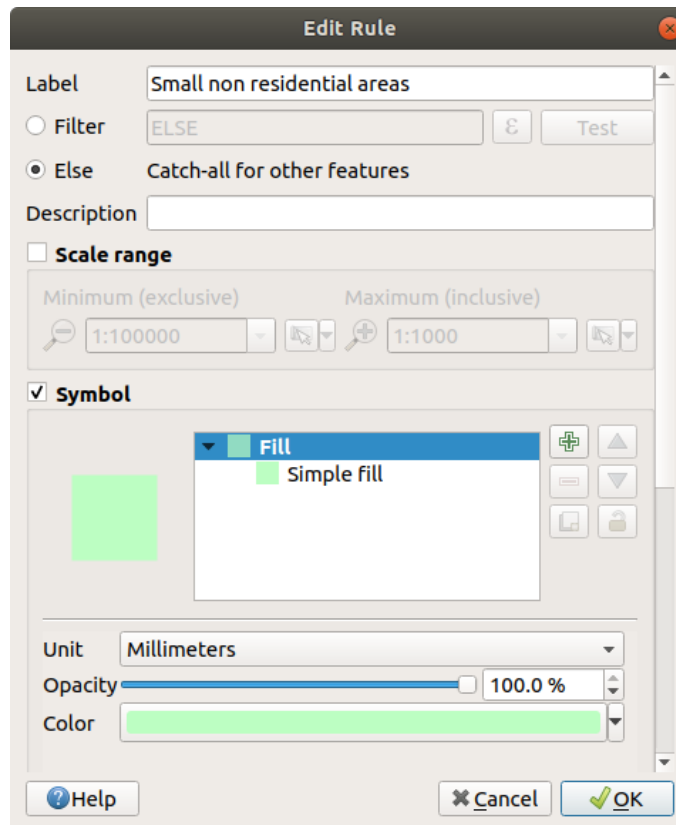 Edit Rule
Label Small non residential areas
Filter ELSE ε Test
Else Catch-all for other features
Description
Scale range
Minimum (exclusive) Maximum (inclusive)
1:100000 1:1000
Symbol
Fill
Simple fill
Unit Millimeters
Opacity 100.0 %
Color
Help Cancel OK